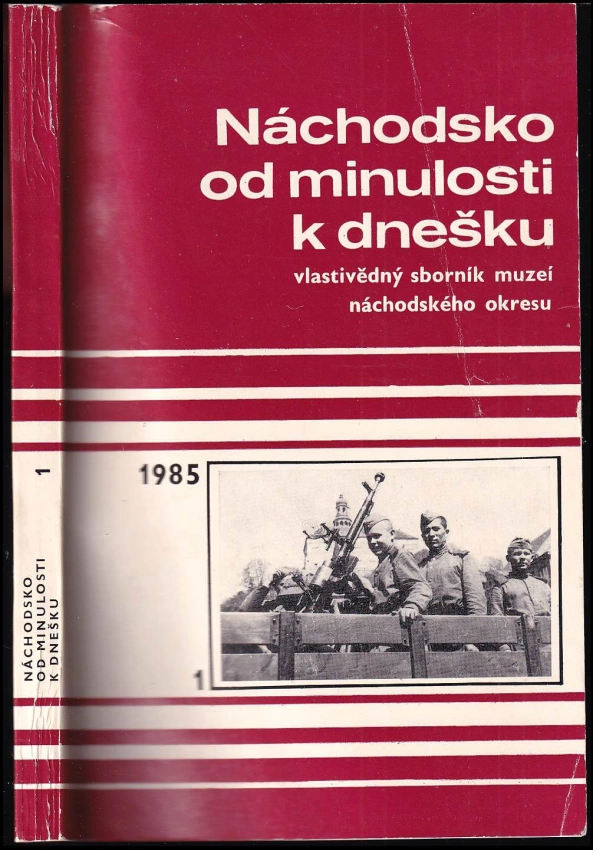 Náchodsko
od minulosti
k dnešku
vlastivědný sborník muzeí
náchodského okresu
1985
1
1
NÁCHODSKO
OD MINULOSTI
K DNEŠKU